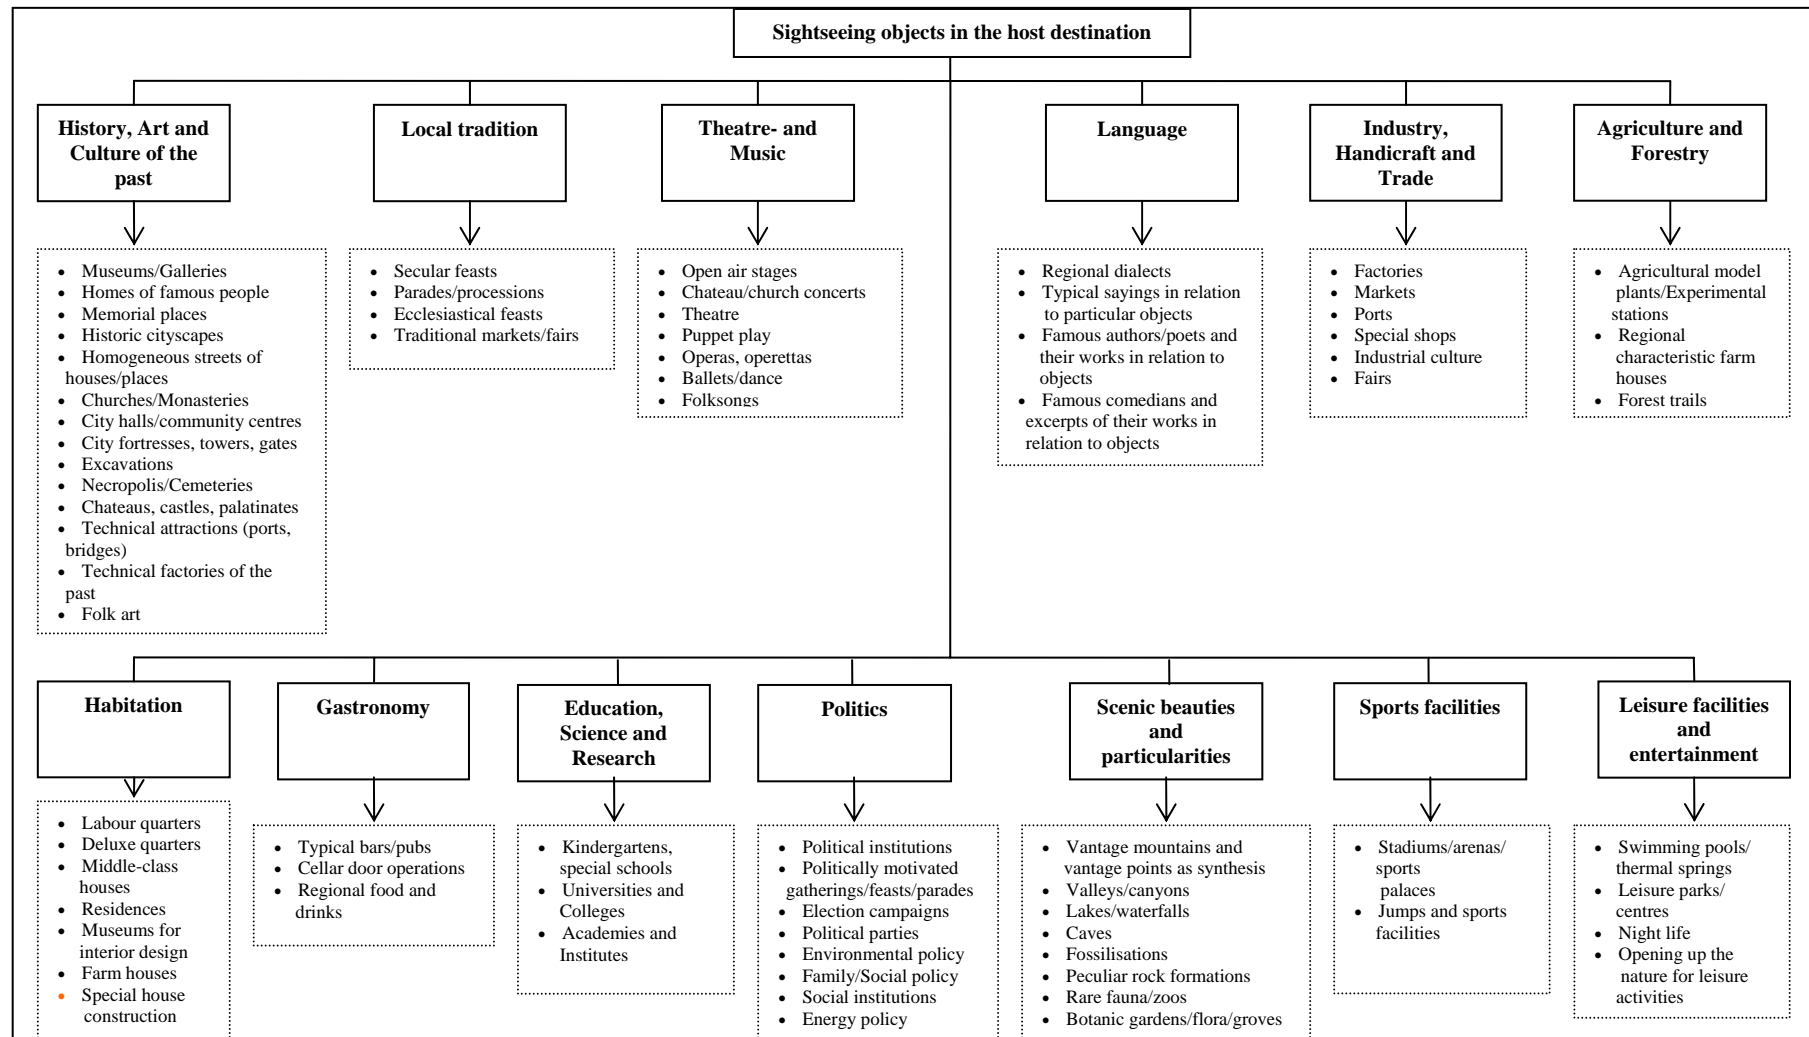 Sightseeing objects in the host destination
History, Art and
Culture of the
past
Local tradition
Theatre- and
Music
Language
Industry,
Handicraft and
Trade
Agriculture and
Forestry
• Museums/Galleries
• Homes of famous people
• Memorial places
• Historic cityscapes
• Homogeneous streets of
houses/places
• Churches/Monasteries
• City halls/community centres
• City fortresses, towers, gates
• Excavations
• Necropolis/Cemeteries
• Chateaus, castles, palatinates
• Technical attractions (ports,
bridges)
• Technical factories of the
past
• Folk art
• Secular feasts
• Parades/processions
• Ecclesiastical feasts
• Traditional markets/fairs
• Open air stages
• Chateau/church concerts
• Theatre
• Puppet play
• Operas, operettas
• Ballets/dance
• Folksongs
• Regional dialects
• Typical sayings in relation
to particular objects
• Famous authors/poets and
their works in relation to
objects
• Famous comedians and
excerpts of their works in
relation to objects
• Factories
• Markets
• Ports
• Special shops
• Industrial culture
• Fairs
• Agricultural model
plants/Experimental
stations
• Regional
characteristic farm
houses
• Forest trails
Habitation
Gastronomy
Education,
Science and
Research
Politics
Scenic beauties
and
particularities
Sports facilities
Leisure facilities
and
entertainment
• Labour quarters
• Deluxe quarters
• Middle-class
houses
• Residences
• Museums for
interior design
• Farm houses
• Special house
construction
• Typical bars/pubs
• Cellar door operations
• Regional food and
drinks
• Kindergartens,
special schools
• Universities and
Colleges
• Academies and
Institutes
• Political institutions
• Politically motivated
gatherings/feasts/parades
• Election campaigns
• Political parties
• Environmental policy
• Family/Social policy
• Social institutions
• Energy policy
• Vantage mountains and
vantage points as synthesis
• Valleys/canyons
• Lakes/waterfalls
• Caves
• Fossilisations
• Peculiar rock formations
• Rare fauna/zoos
• Botanic gardens/flora/groves
• Stadiums/arenas/
sports
palaces
• Jumps and sports
facilities
• Swimming pools/
thermal springs
• Leisure parks/
centres
• Night life
• Opening up the
nature for leisure
activities